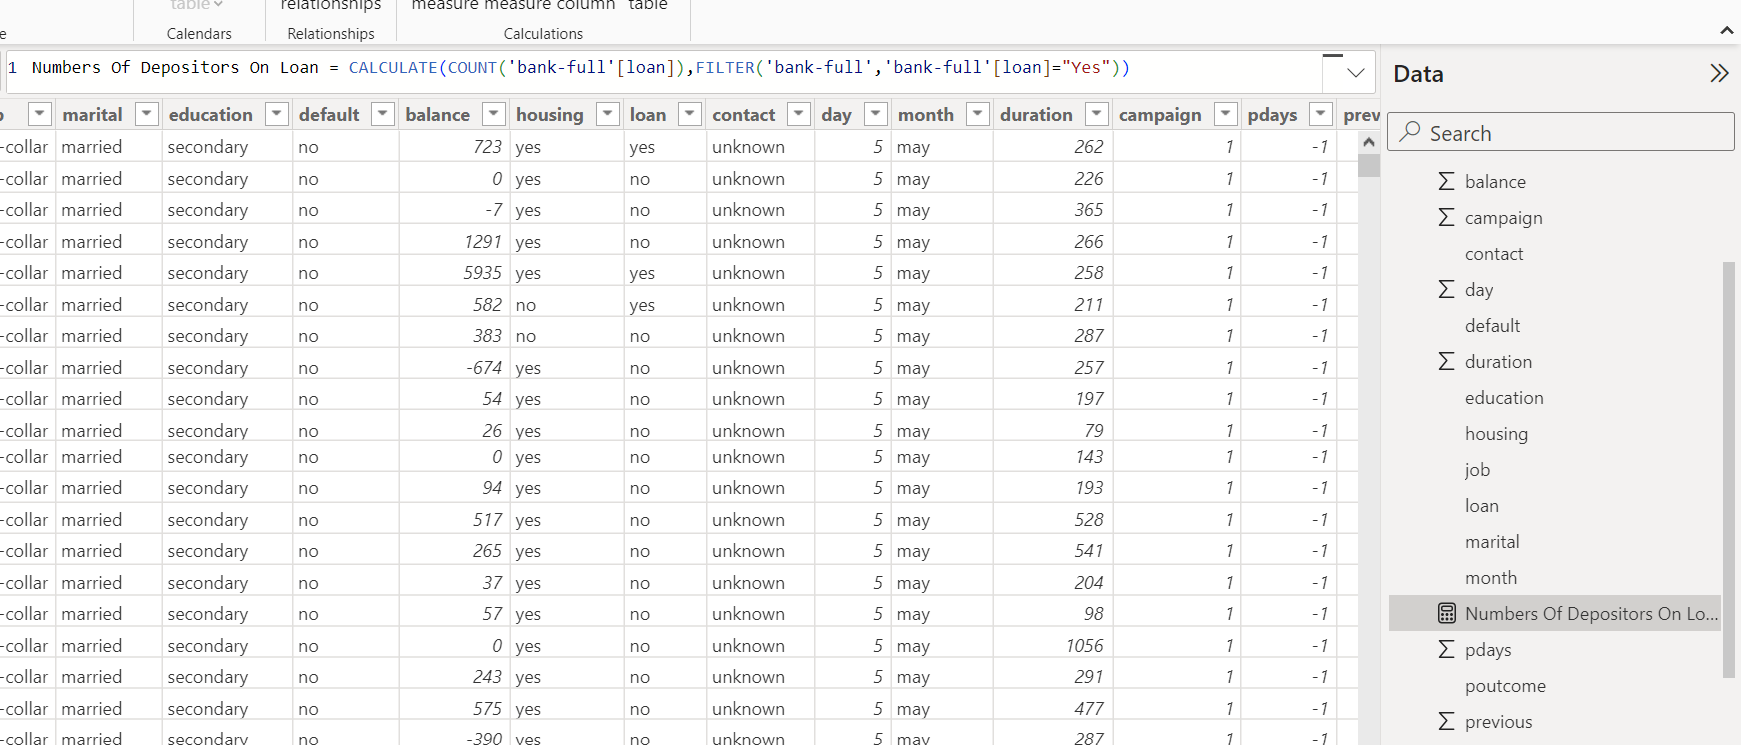 table
relationships
measure measure column table
e
Calendars
Relationships
Calculations
1 Numbers Of Depositors On Loan = CALCULATE(COUNT('bank-full'[loan]),FILTER('bank-full','bank-full'[loan]="Yes"))
marital education default balance housing loan contact day month duration campaign pdays prev
-collar married secondary no 723 yes yes unknown 5 may 262 1 -1
-collar married secondary no 0 yes no unknown 5 may 226 1 -1
-collar married secondary no -7 yes no unknown 5 may 365 1 -1
-collar married secondary no 1291 yes no unknown 5 may 266 1 -1
-collar married secondary no 5935 yes yes unknown 5 may 258 1 -1
-collar married secondary no 582 no yes unknown 5 may 211 1 -1
-collar married secondary no 383 no no unknown 5 may 287 1 -1
-collar married secondary no -674 yes no unknown 5 may 257 1 -1
-collar married secondary no 54 yes no unknown 5 may 197 1 -1
-collar married secondary no 26 yes no unknown 5 may 79 1 -1
-collar married secondary no 0 yes no unknown 5 may 143 1 -1
-collar married secondary no 94 yes no unknown 5 may 193 1 -1
-collar married secondary no 517 yes no unknown 5 may 528 1 -1
-collar married secondary no 265 yes no unknown 5 may 541 1 -1
-collar married secondary no 37 yes no unknown 5 may 204 1 -1
-collar married secondary no 57 yes no unknown 5 may 98 1 -1
-collar married secondary no 0 yes no unknown 5 may 1056 1 -1
-collar married secondary no 243 yes no unknown 5 may 291 1 -1
-collar married secondary no 575 yes no unknown 5 may 477 1 -1
-collar married secondary no -390 yes no unknown 5 may 287 1 -1
Data
Search
balance
campaign
contact
day
default
duration
education
housing
job
loan
marital
month
Numbers Of Depositors On Lo...
pdays
poutcome
previous